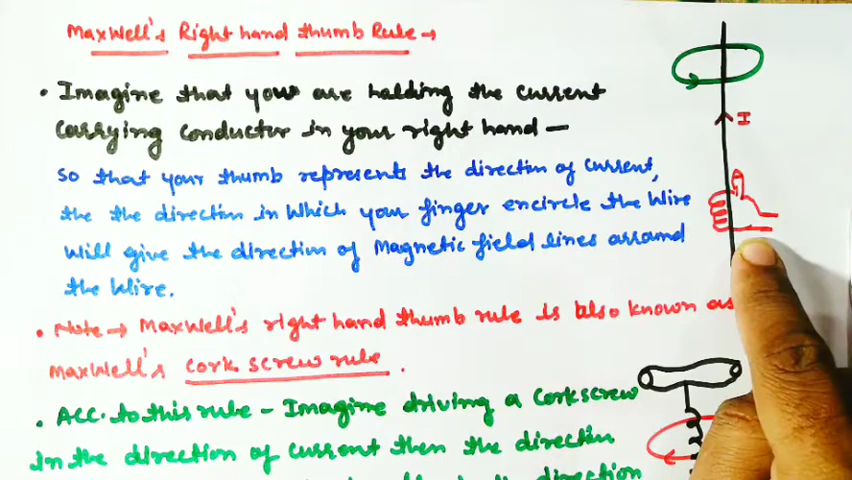 MaxWell's Right hand thumb Rule →
• Imagine that your are holding the current
carrying conductor in your right hand —
so that your thumb represents the direction of current,
the the direction in which your finger encircle the wire
will give the direction of Magnetic field lines arround
the Wire.
I
• Note → MaxWell's right hand thumb rule is also known as
MaxWell's cork screw rule.
• Acc. to this rule - Imagine driving a corkscrew
In the direction of current then the direction
direction